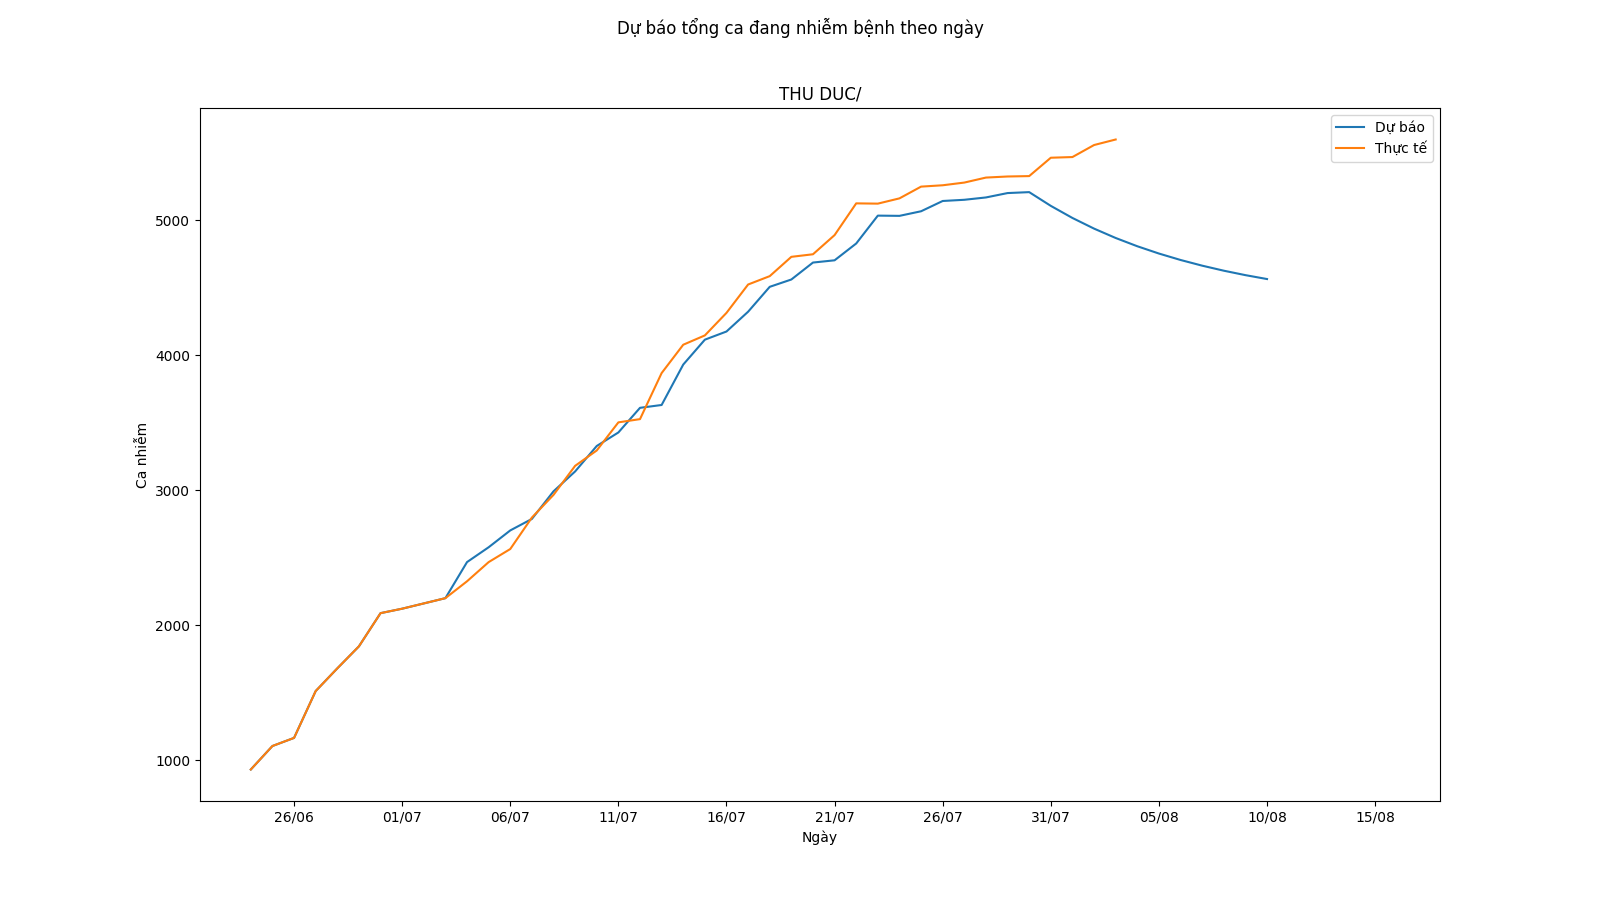 Dự báo tổng ca đang nhiễm bệnh theo ngày
THU DUC/
Dự báo
Thực tế
5000
4000
3000
2000
1000
Ca nhiễm
26/06 01/07 06/07 11/07 16/07 21/07 26/07 31/07 05/08 10/08 15/08
Ngày